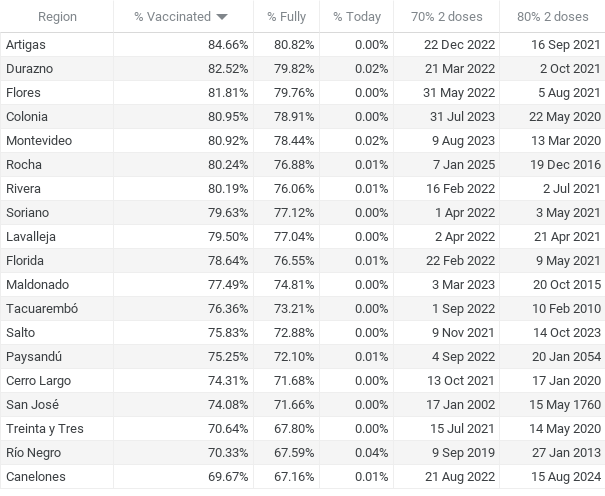 Region % Vaccinated % Fully % Today 70% 2 doses 80% 2 doses
Artigas 84.66% 80.82% 0.00% 22 Dec 2022 16 Sep 2021
Durazno 82.52% 79.82% 0.02% 21 Mar 2022 2 Oct 2021
Flores 81.81% 79.76% 0.00% 31 May 2022 5 Aug 2021
Colonia 80.95% 78.91% 0.00% 31 Jul 2023 22 May 2020
Montevideo 80.92% 78.44% 0.02% 9 Aug 2023 13 Mar 2020
Rocha 80.24% 76.88% 0.01% 7 Jan 2025 19 Dec 2016
Rivera 80.19% 76.06% 0.01% 16 Feb 2022 2 Jul 2021
Soriano 79.63% 77.12% 0.00% 1 Apr 2022 3 May 2021
Lavalleja 79.50% 77.04% 0.00% 2 Apr 2022 21 Apr 2021
Florida 78.64% 76.55% 0.01% 22 Feb 2022 9 May 2021
Maldonado 77.49% 74.81% 0.00% 3 Mar 2023 20 Oct 2015
Tacuarembó 76.36% 73.21% 0.00% 1 Sep 2022 10 Feb 2010
Salto 75.83% 72.88% 0.00% 9 Nov 2021 14 Oct 2023
Paysandú 75.25% 72.10% 0.01% 4 Sep 2022 20 Jan 2054
Cerro Largo 74.31% 71.68% 0.00% 13 Oct 2021 17 Jan 2020
San José 74.08% 71.66% 0.00% 17 Jan 2002 15 May 1760
Treinta y Tres 70.64% 67.80% 0.00% 15 Jul 2021 14 May 2020
Río Negro 70.33% 67.59% 0.04% 9 Sep 2019 27 Jan 2013
Canelones 69.67% 67.16% 0.01% 21 Aug 2022 15 Aug 2024